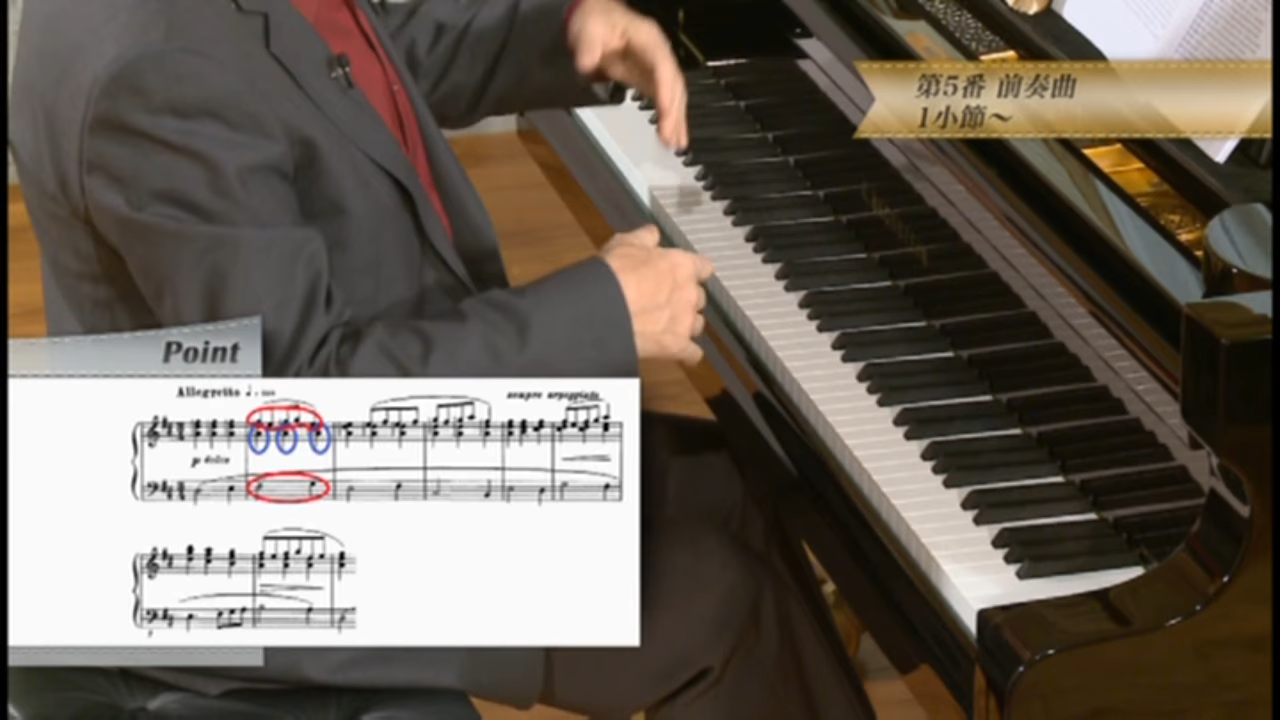 第5番 前奏曲
1小節～
Point
Allegretto
sempre arpeggiato
p dolce